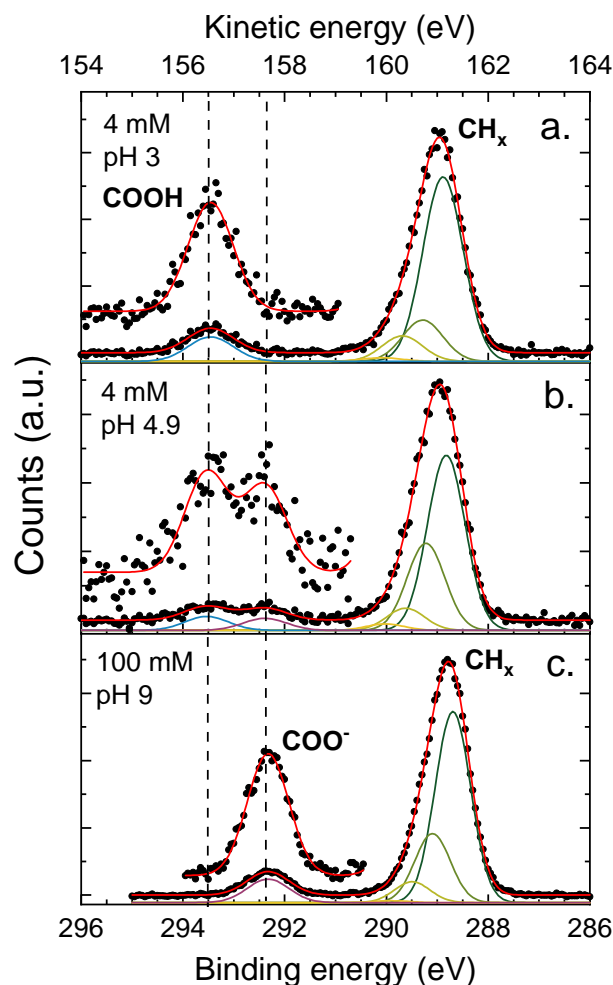 Kinetic energy (eV)
154 156 158 160 162 164
4 mM
pH 3
COOH
CHₓ
a.
4 mM
pH 4.9
b.
Counts (a.u.)
100 mM
pH 9
COO⁻
CHₓ
c.
296 294 292 290 288 286
Binding energy (eV)